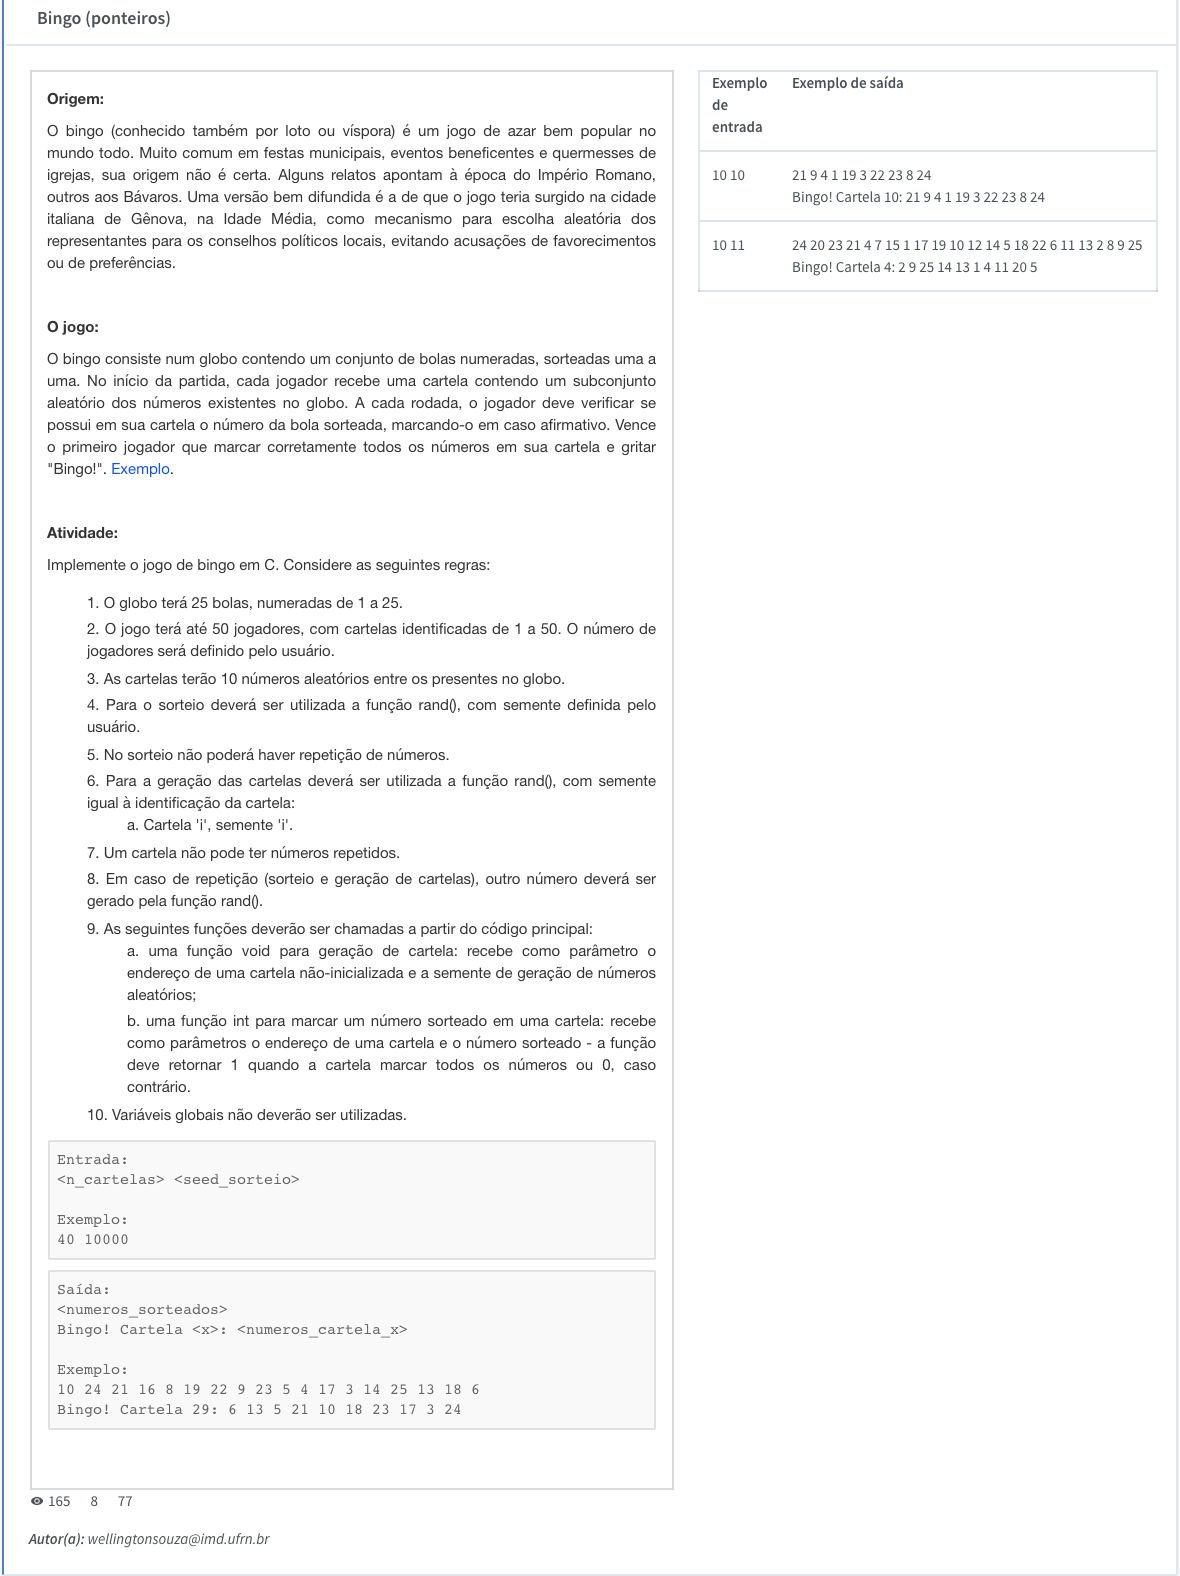 Bingo (ponteiros)
Origem:
O bingo (conhecido também por loto ou víspora) é um jogo de azar bem popular no
mundo todo. Muito comum em festas municipais, eventos beneficentes e quermesses de
igrejas, sua origem não é certa. Alguns relatos apontam à época do Império Romano,
outros aos Bávaros. Uma versão bem difundida é a de que o jogo teria surgido na cidade
italiana de Gênova, na Idade Média, como mecanismo para escolha aleatória dos
representantes para os conselhos políticos locais, evitando acusações de favorecimentos
ou de preferências.
O jogo:
O bingo consiste num globo contendo um conjunto de bolas numeradas, sorteadas uma a
uma. No início da partida, cada jogador recebe uma cartela contendo um subconjunto
aleatório dos números existentes no globo. A cada rodada, o jogador deve verificar se
possui em sua cartela o número da bola sorteada, marcando-o em caso afirmativo. Vence
o primeiro jogador que marcar corretamente todos os números em sua cartela e gritar
"Bingo!". Exemplo.
Atividade:
Implemente o jogo de bingo em C. Considere as seguintes regras:
1. O globo terá 25 bolas, numeradas de 1 a 25.
2. O jogo terá até 50 jogadores, com cartelas identificadas de 1 a 50. O número de
jogadores será definido pelo usuário.
3. As cartelas terão 10 números aleatórios entre os presentes no globo.
4. Para o sorteio deverá ser utilizada a função rand(), com semente definida pelo
usuário.
5. No sorteio não poderá haver repetição de números.
6. Para a geração das cartelas deverá ser utilizada a função rand(), com semente
igual à identificação da cartela:
a. Cartela 'i', semente 'i'.
7. Um cartela não pode ter números repetidos.
8. Em caso de repetição (sorteio e geração de cartelas), outro número deverá ser
gerado pela função rand().
9. As seguintes funções deverão ser chamadas a partir do código principal:
a. uma função void para geração de cartela: recebe como parâmetro o
endereço de uma cartela não-inicializada e a semente de geração de números
aleatórios;
b. uma função int para marcar um número sorteado em uma cartela: recebe
como parâmetros o endereço de uma cartela e o número sorteado - a função
deve retornar 1 quando a cartela marcar todos os números ou 0, caso
contrário.
10. Variáveis globais não deverão ser utilizadas.
Entrada:
<n_cartelas> <seed_sorteio>
Exemplo:
40 10000
Saída:
<numeros_sorteados>
Bingo! Cartela <x>: <numeros_cartela_x>
Exemplo:
10 24 21 16 8 19 22 9 23 5 4 17 3 14 25 13 18 6
Bingo! Cartela 29: 6 13 5 21 10 18 23 17 3 24
165 8 77
Autor(a): wellingtonsouza@imd.ufrn.br
Exemplo de entrada
Exemplo de saída
10 10
21 9 4 1 19 3 22 23 8 24
Bingo! Cartela 10: 21 9 4 1 19 3 22 23 8 24
10 11
24 20 23 21 4 7 15 1 17 19 10 12 14 5 18 22 6 11 13 2 8 9 25
Bingo! Cartela 4: 2 9 25 14 13 1 4 11 20 5